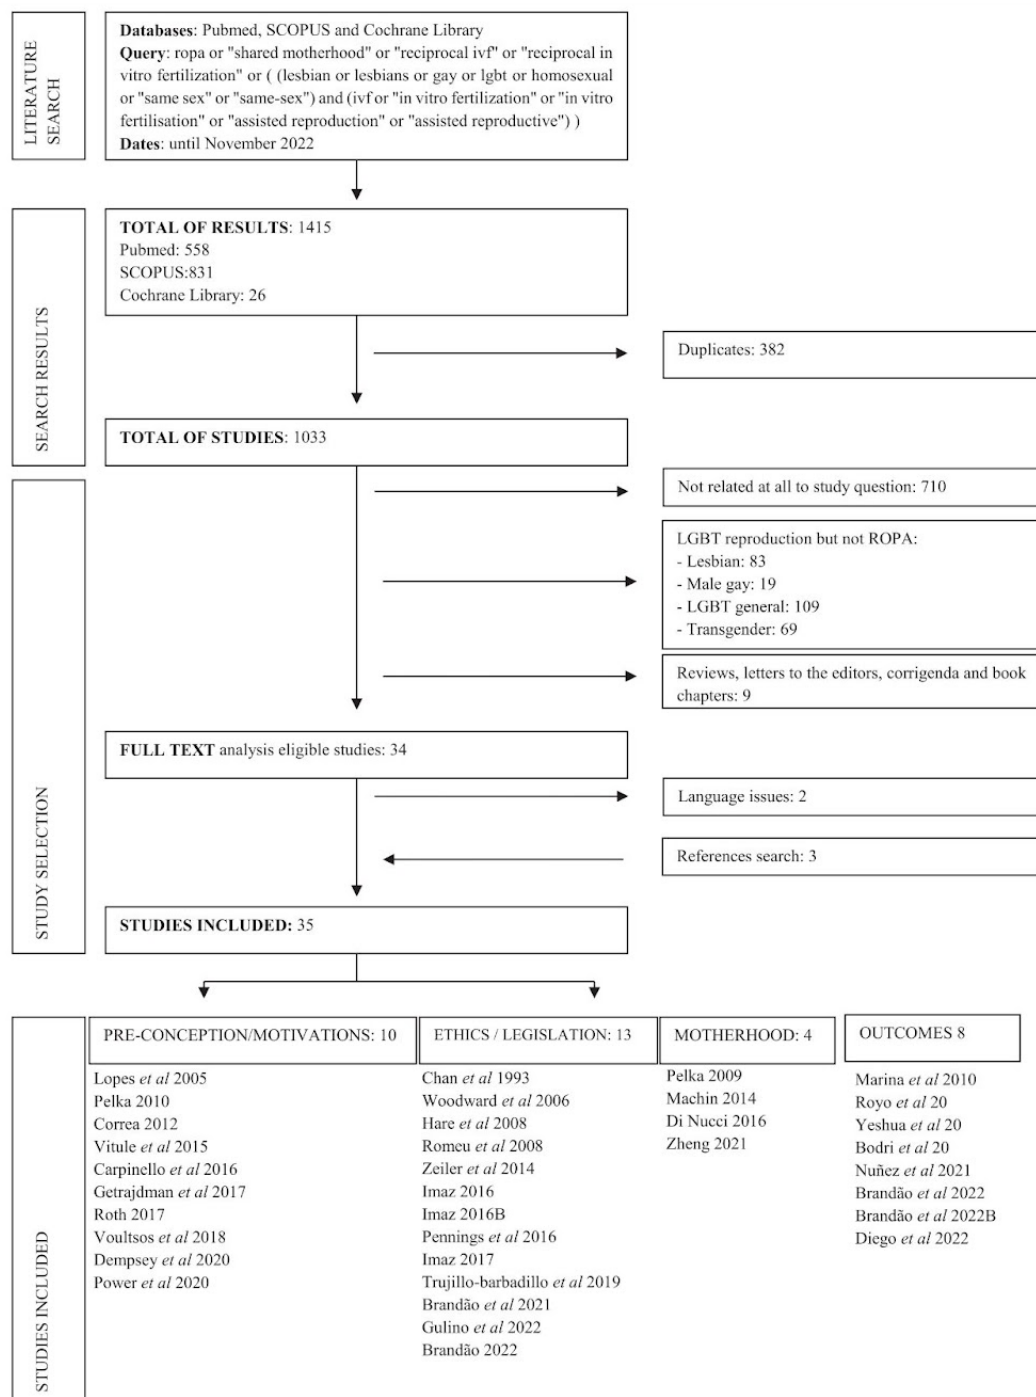 LITERATURE
SEARCH
Databases: Pubmed, SCOPUS and Cochrane Library
Query: ropa or "shared motherhood" or "reciprocal ivf" or "reciprocal in
vitro fertilization" or ( (lesbian or lesbians or gay or lgbt or homosexual
or "same sex" or "same-sex") and (ivf or "in vitro fertilization" or "in vitro
fertilisation" or "assisted reproduction" or "assisted reproductive") )
Dates: until November 2022
SEARCH RESULTS
TOTAL OF RESULTS: 1415
Pubmed: 558
SCOPUS:831
Cochrane Library: 26
Duplicates: 382
TOTAL OF STUDIES: 1033
STUDY SELECTION
Not related at all to study question: 710
LGBT reproduction but not ROPA:
- Lesbian: 83
- Male gay: 19
- LGBT general: 109
- Transgender: 69
Reviews, letters to the editors, corrigenda and book
chapters: 9
FULL TEXT analysis eligible studies: 34
Language issues: 2
References search: 3
STUDIES INCLUDED: 35
STUDIES INCLUDED
PRE-CONCEPTION/MOTIVATIONS: 10
Lopes et al 2005
Pelka 2010
Correa 2012
Vitule et al 2015
Carpinello et al 2016
Getrajdman et al 2017
Roth 2017
Voultsos et al 2018
Dempsey et al 2020
Power et al 2020
ETHICS / LEGISLATION: 13
Chan et al 1993
Woodward et al 2006
Hare et al 2008
Romeu et al 2008
Zeiler et al 2014
Imaz 2016
Imaz 2016B
Pennings et al 2016
Imaz 2017
Trujillo-barbadillo et al 2019
Brandão et al 2021
Gulino et al 2022
Brandão 2022
MOTHERHOOD: 4
Pelka 2009
Machin 2014
Di Nucci 2016
Zheng 2021
OUTCOMES 8
Marina et al 2010
Royo et al 20
Yeshua et al 20
Bodri et al 20
Nuñez et al 2021
Brandão et al 2022
Brandão et al 2022B
Diego et al 2022